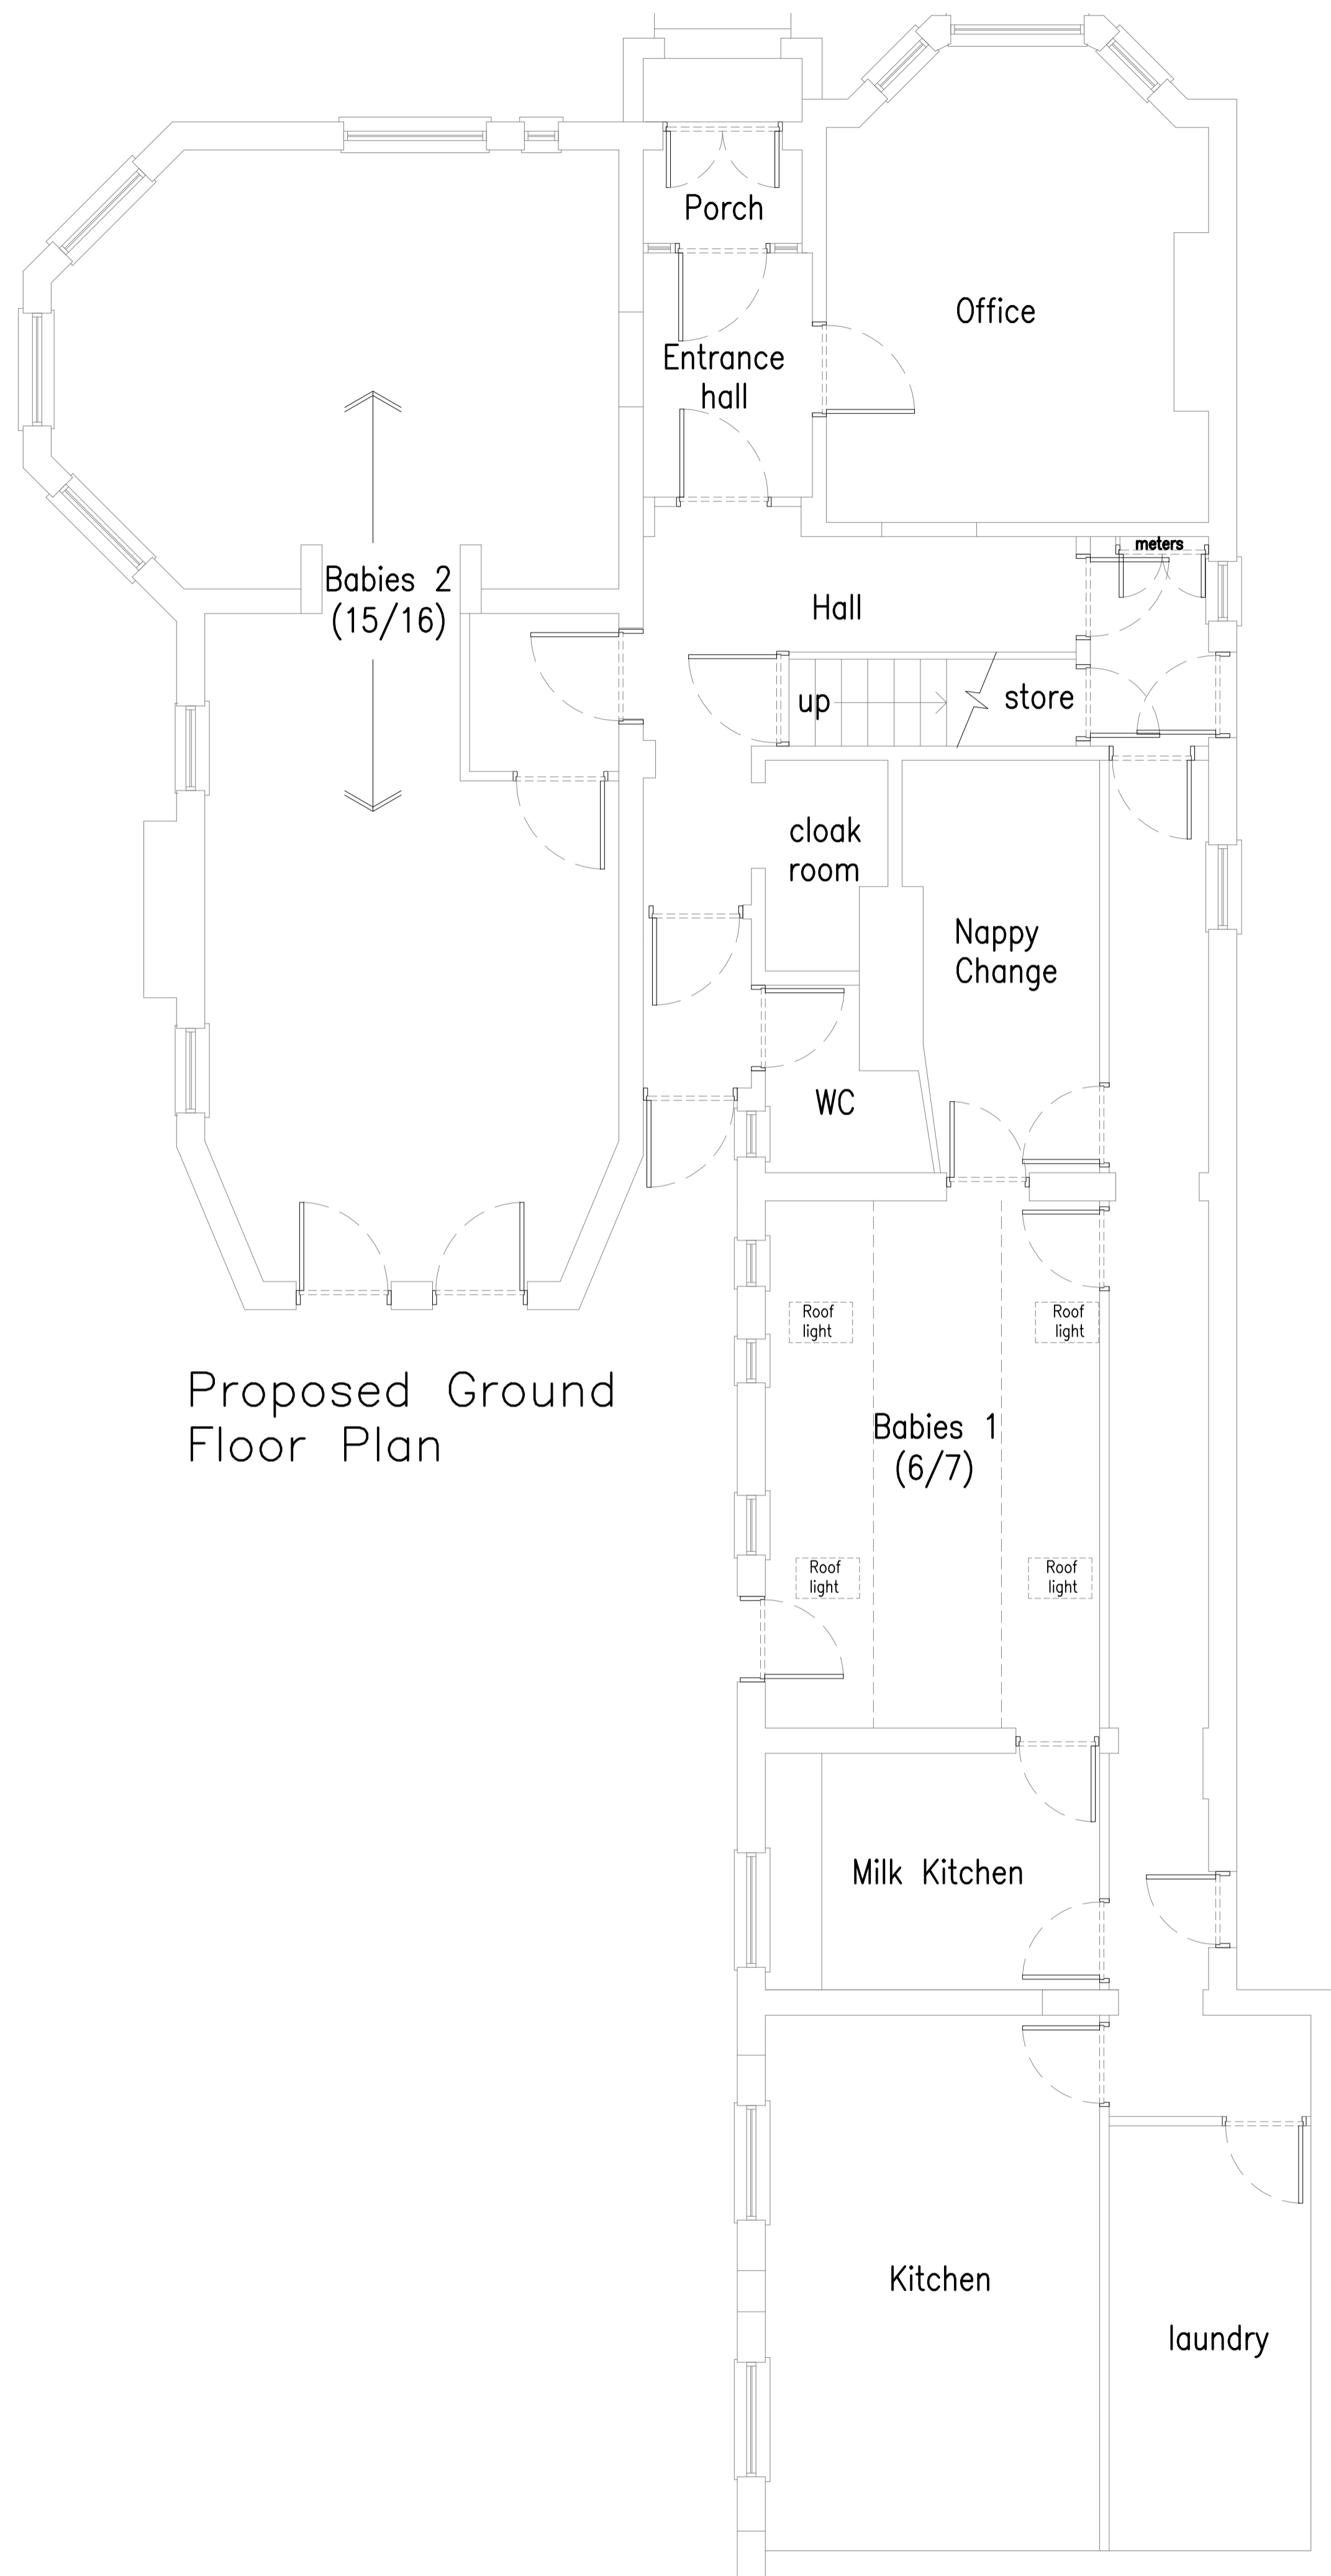 Porch
Office
Entrance
hall
meters
Babies 2
(15/16)
Hall
up
store
cloak
room
Nappy
Change
WC
Roof
light
Roof
light
Proposed Ground
Floor Plan
Babies 1
(6/7)
Roof
light
Roof
light
Milk Kitchen
Kitchen
laundry